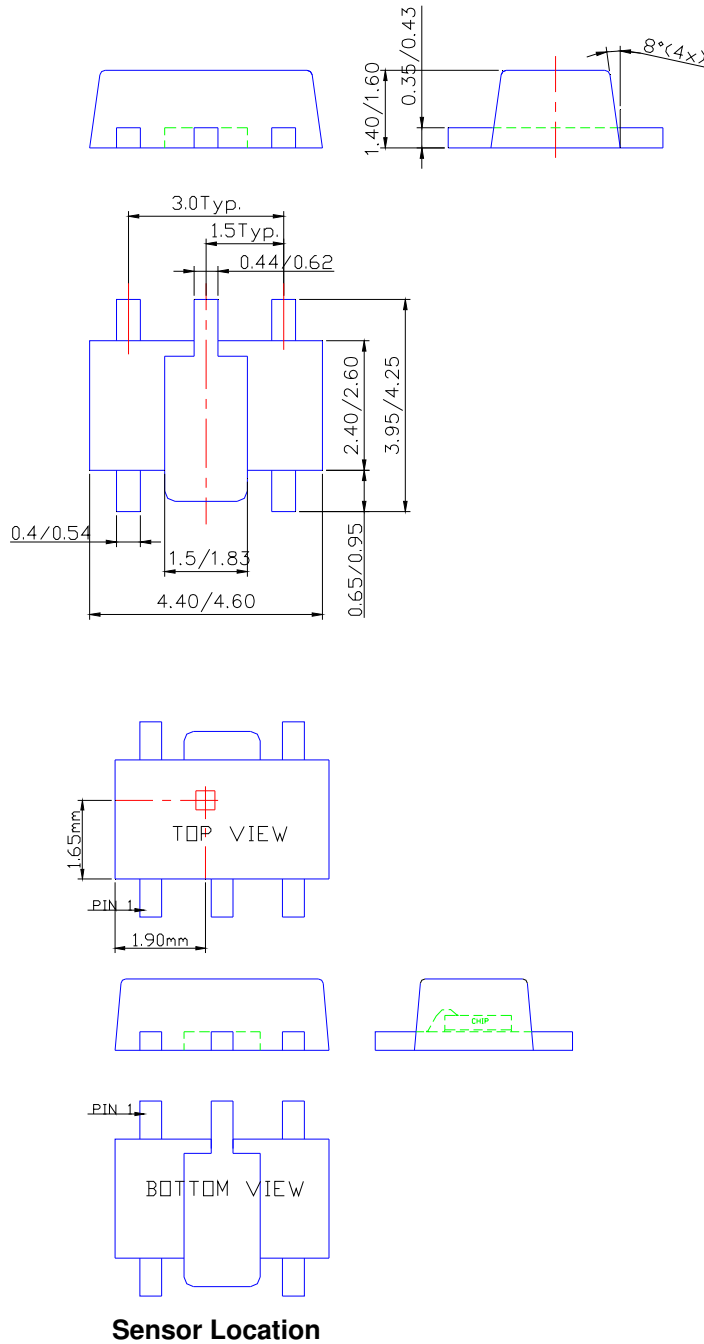 1.40/1.60
0.35/0.43
8°(4x)
3.0Typ.
1.5Typ.
0.44/0.62
2.40/2.60
3.95/4.25
0.4/0.54
1.5/1.83
0.65/0.95
4.40/4.60
1.65mm
TOP VIEW
PIN 1
1.90mm
CHIP
PIN 1
BOTTOM VIEW
Sensor Location